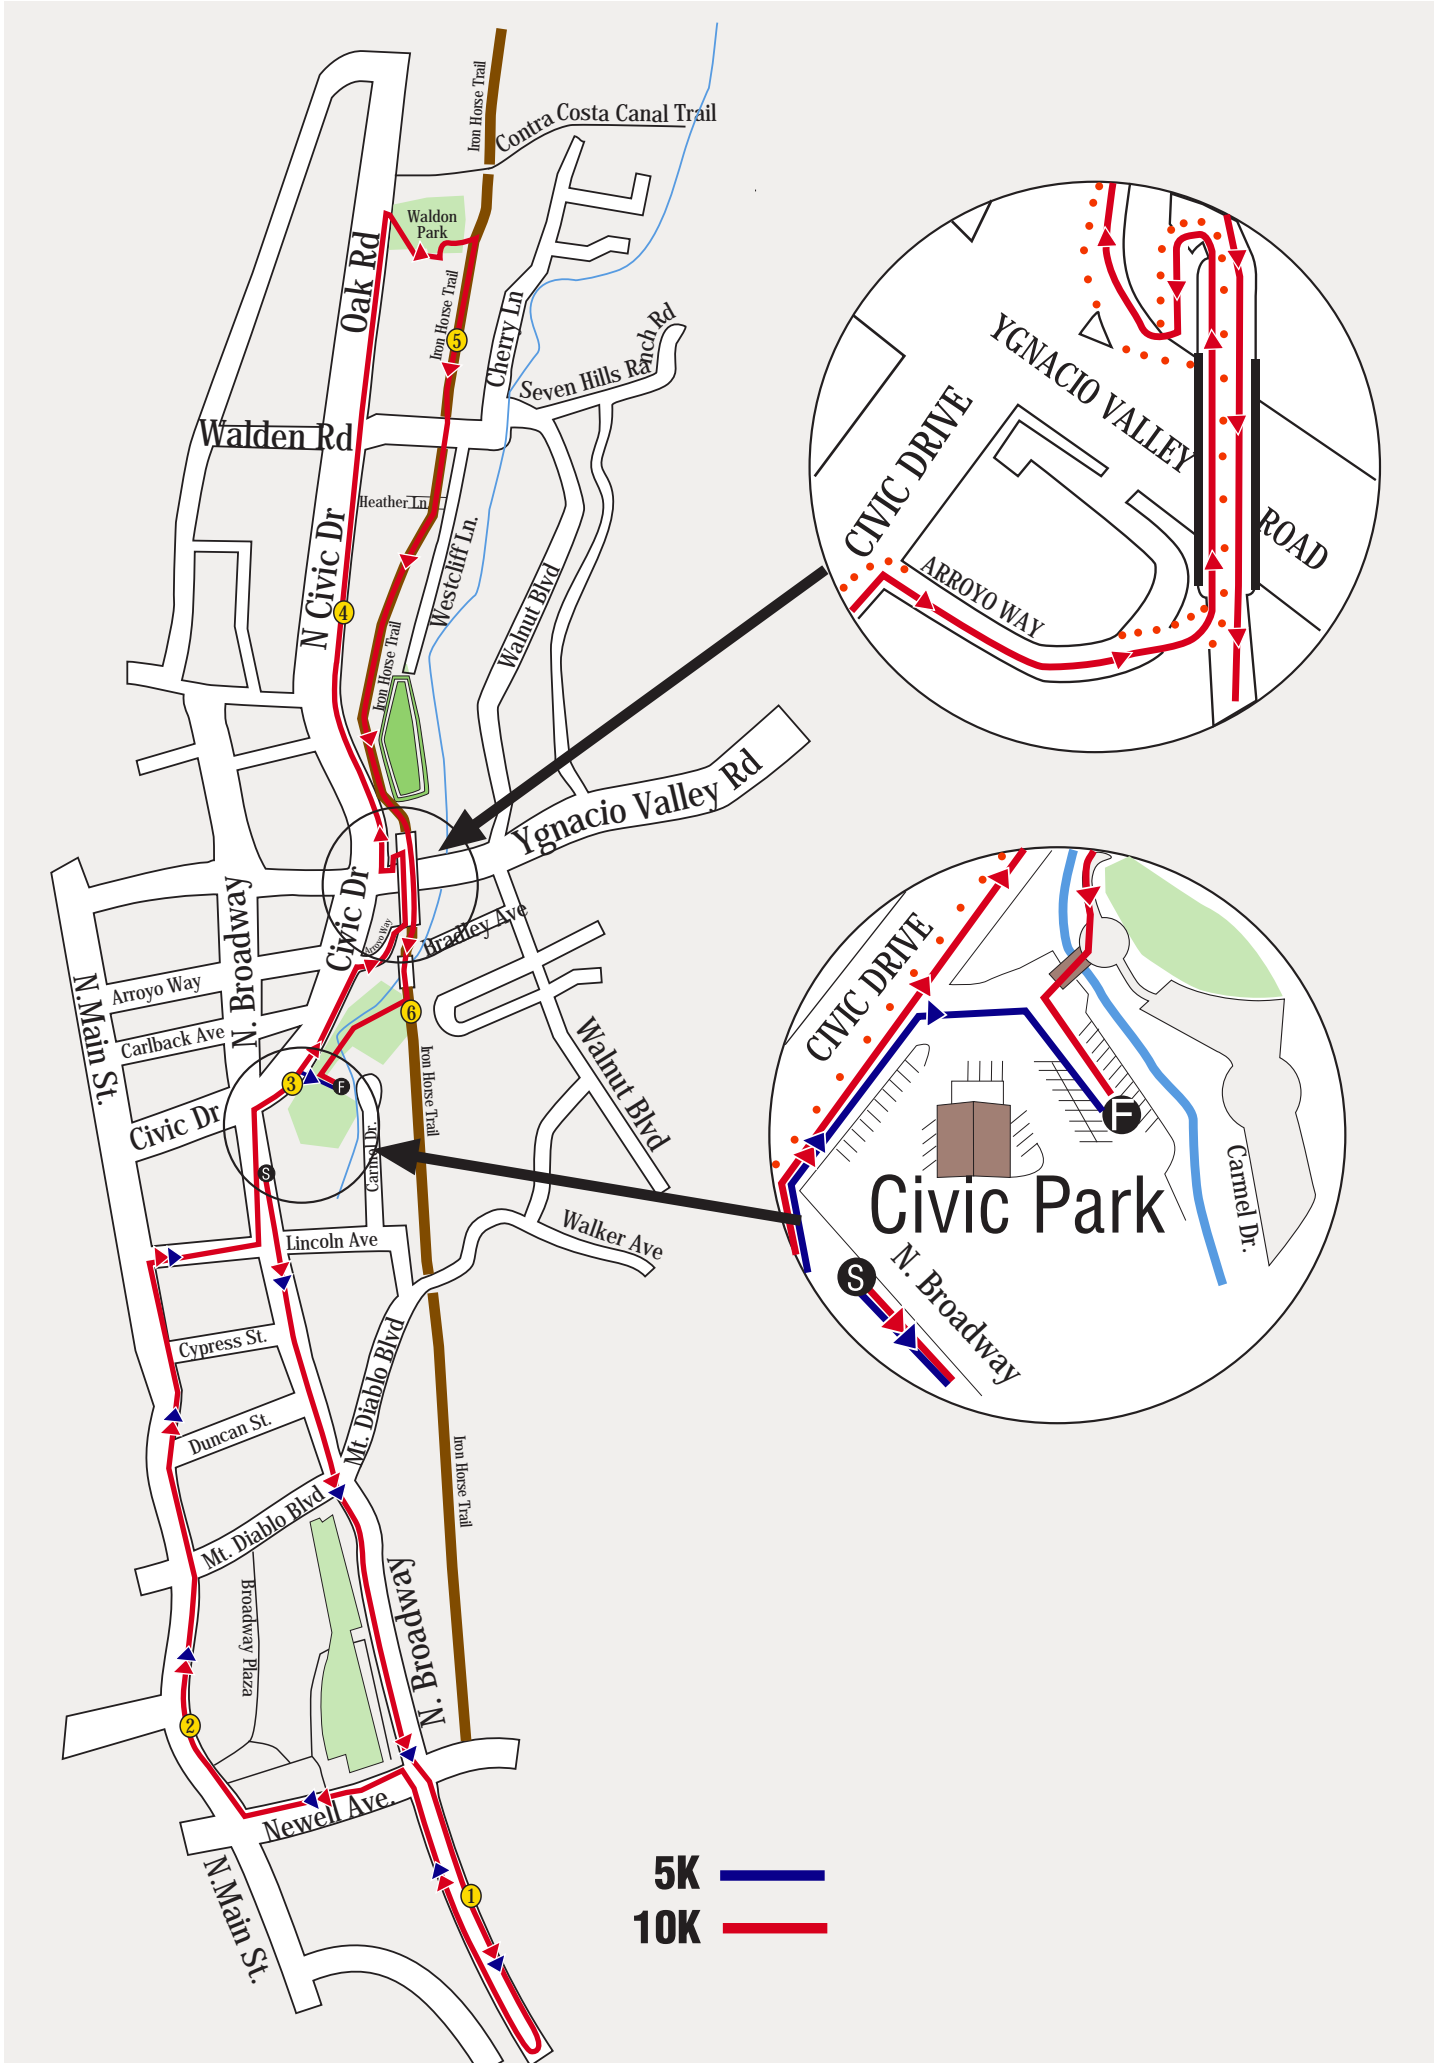 Iron Horse Trail
Contra Costa Canal Trail
Waldon
Park
Oak Rd
Iron Horse Trail
5
Cherry Ln
Seven Hills Ranch Rd
Walden Rd
Heather Ln
N Civic Dr
Westcliff Ln.
Walnut Blvd
4
Iron Horse Trail
Ygnacio Valley Rd
Civic Dr
N. Broadway
Arroyo Way
Bradley Ave
N.Main St.
Arroyo Way
Carlback Ave
6
Walnut Blvd
Iron Horse Trail
3
F
Civic Dr
Carmel Dr.
S
Lincoln Ave
Walker Ave
Cypress St.
Mt. Diablo Blvd
Duncan St.
Iron Horse Trail
Mt. Diablo Blvd
Broadway Plaza
N. Broadway
2
Newell Ave.
N.Main St.
1
YGNACIO VALLEY
ROAD
CIVIC DRIVE
ARROYO WAY
CIVIC DRIVE
F
Civic Park
Carmel Dr.
S
N. Broadway
5K
10K